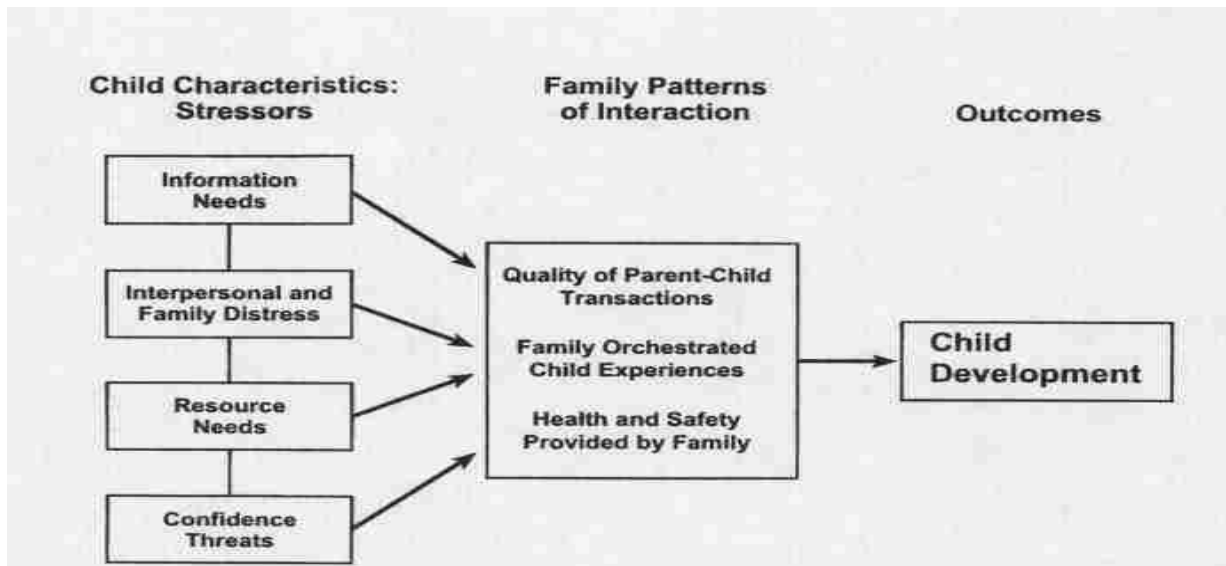 Child Characteristics:
Stressors
Family Patterns
of Interaction
Outcomes
Information
Needs
Interpersonal and
Family Distress
Resource
Needs
Confidence
Threats
Quality of Parent-Child
Transactions
Family Orchestrated
Child Experiences
Health and Safety
Provided by Family
Child
Development